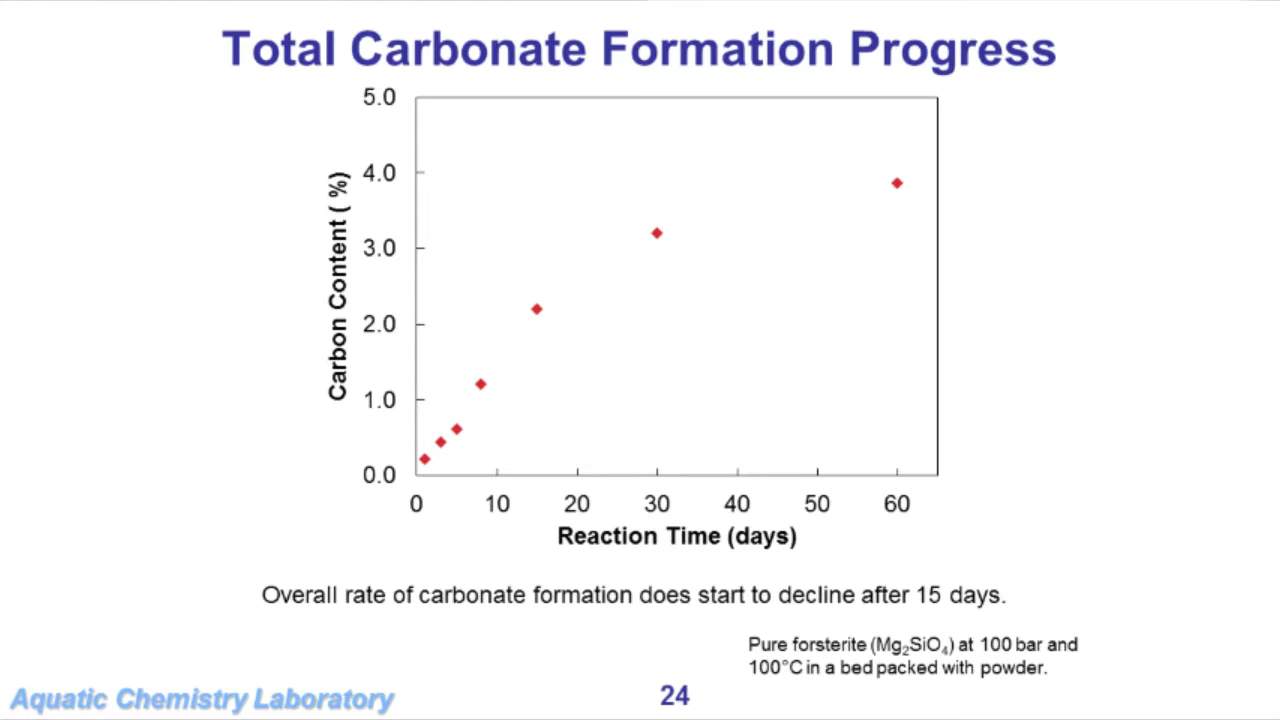 Total Carbonate Formation Progress
5.0
4.0
3.0
2.0
1.0
0.0
Carbon Content ( %)
0 10 20 30 40 50 60
Reaction Time (days)
Overall rate of carbonate formation does start to decline after 15 days.
Pure forsterite (Mg₂SiO₄) at 100 bar and
100°C in a bed packed with powder.
Aquatic Chemistry Laboratory
24